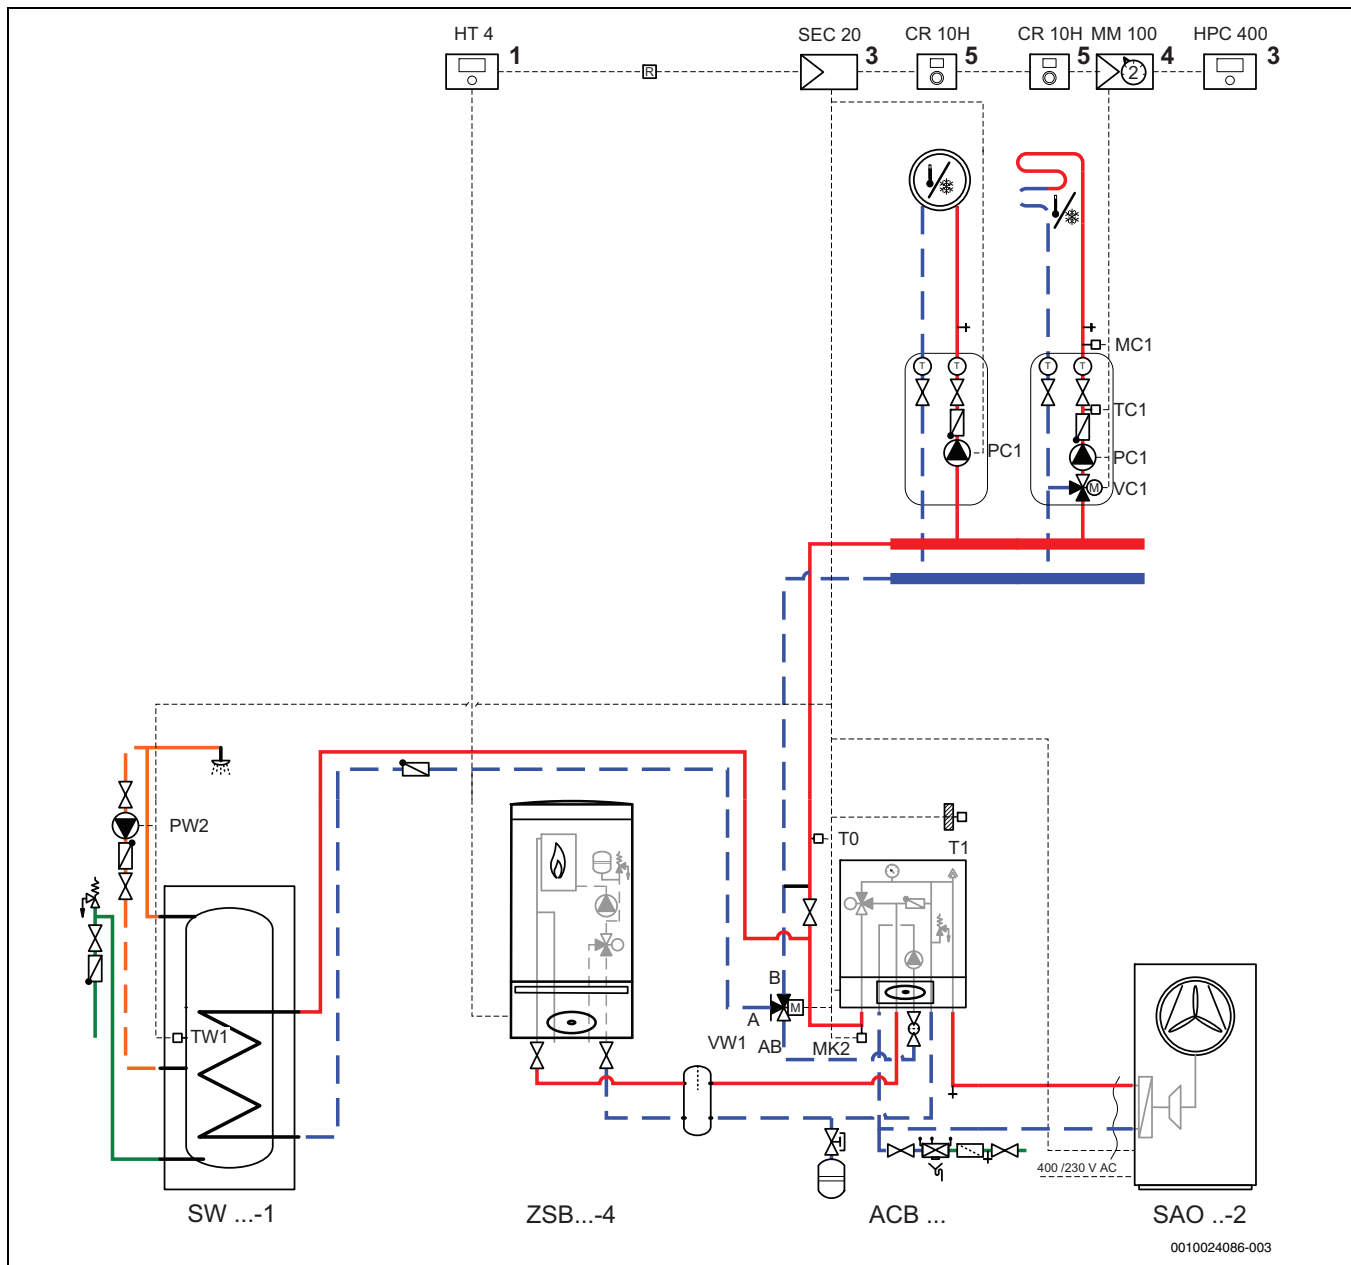 HT 4
SEC 20
CR 10H
CR 10H
MM 100
HPC 400
1
R
3
5
5
2
4
3
MC1
T
T
T
T
TC1
PC1
PC1
M
VC1
PW2
T0
T1
B
M
A
TW1
VW1
AB
MK2
400 /230 V AC
SW ...-1
ZSB...-4
ACB ...
SAO ..-2
0010024086-003